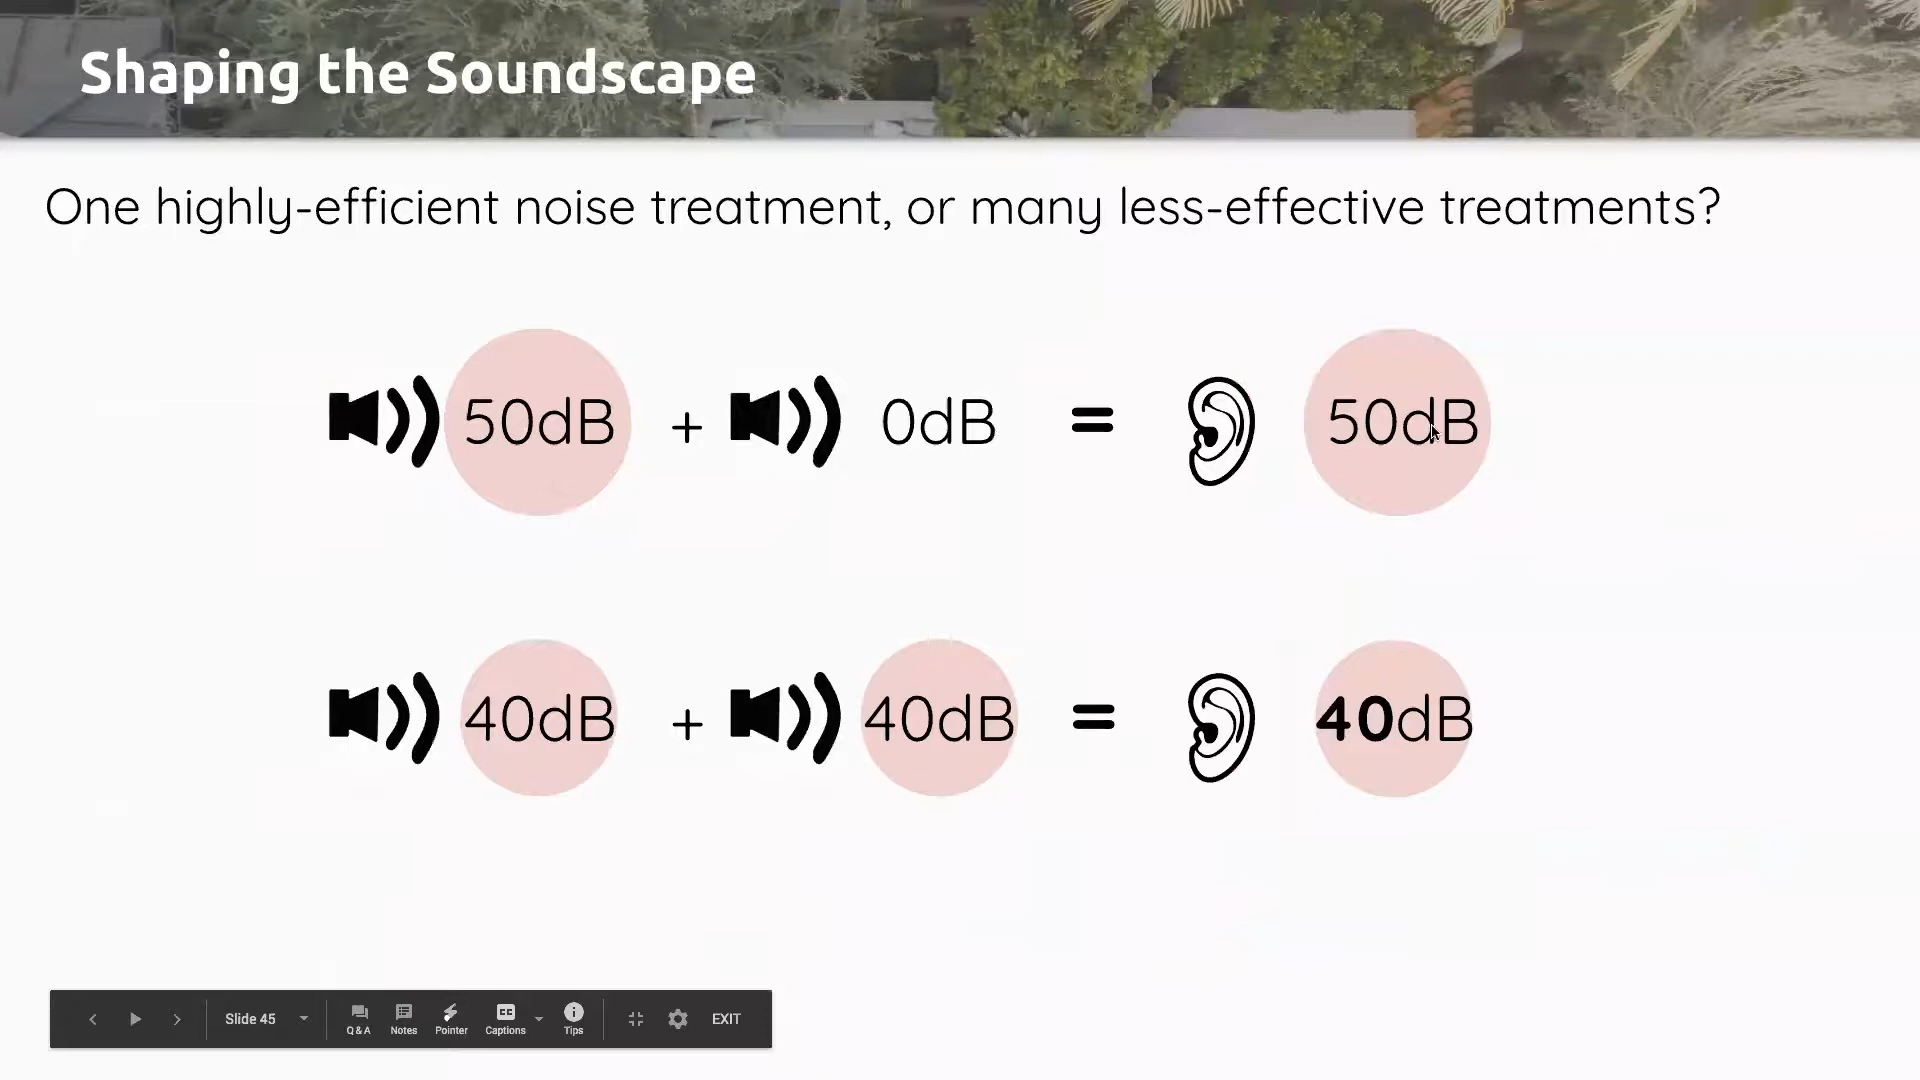 Shaping the Soundscape
One highly-efficient noise treatment, or many less-effective treatments?
50dB + 0dB = 50dB
40dB + 40dB = 40dB
Slide 45 Q&A Notes Pointer CC Captions Tips EXIT